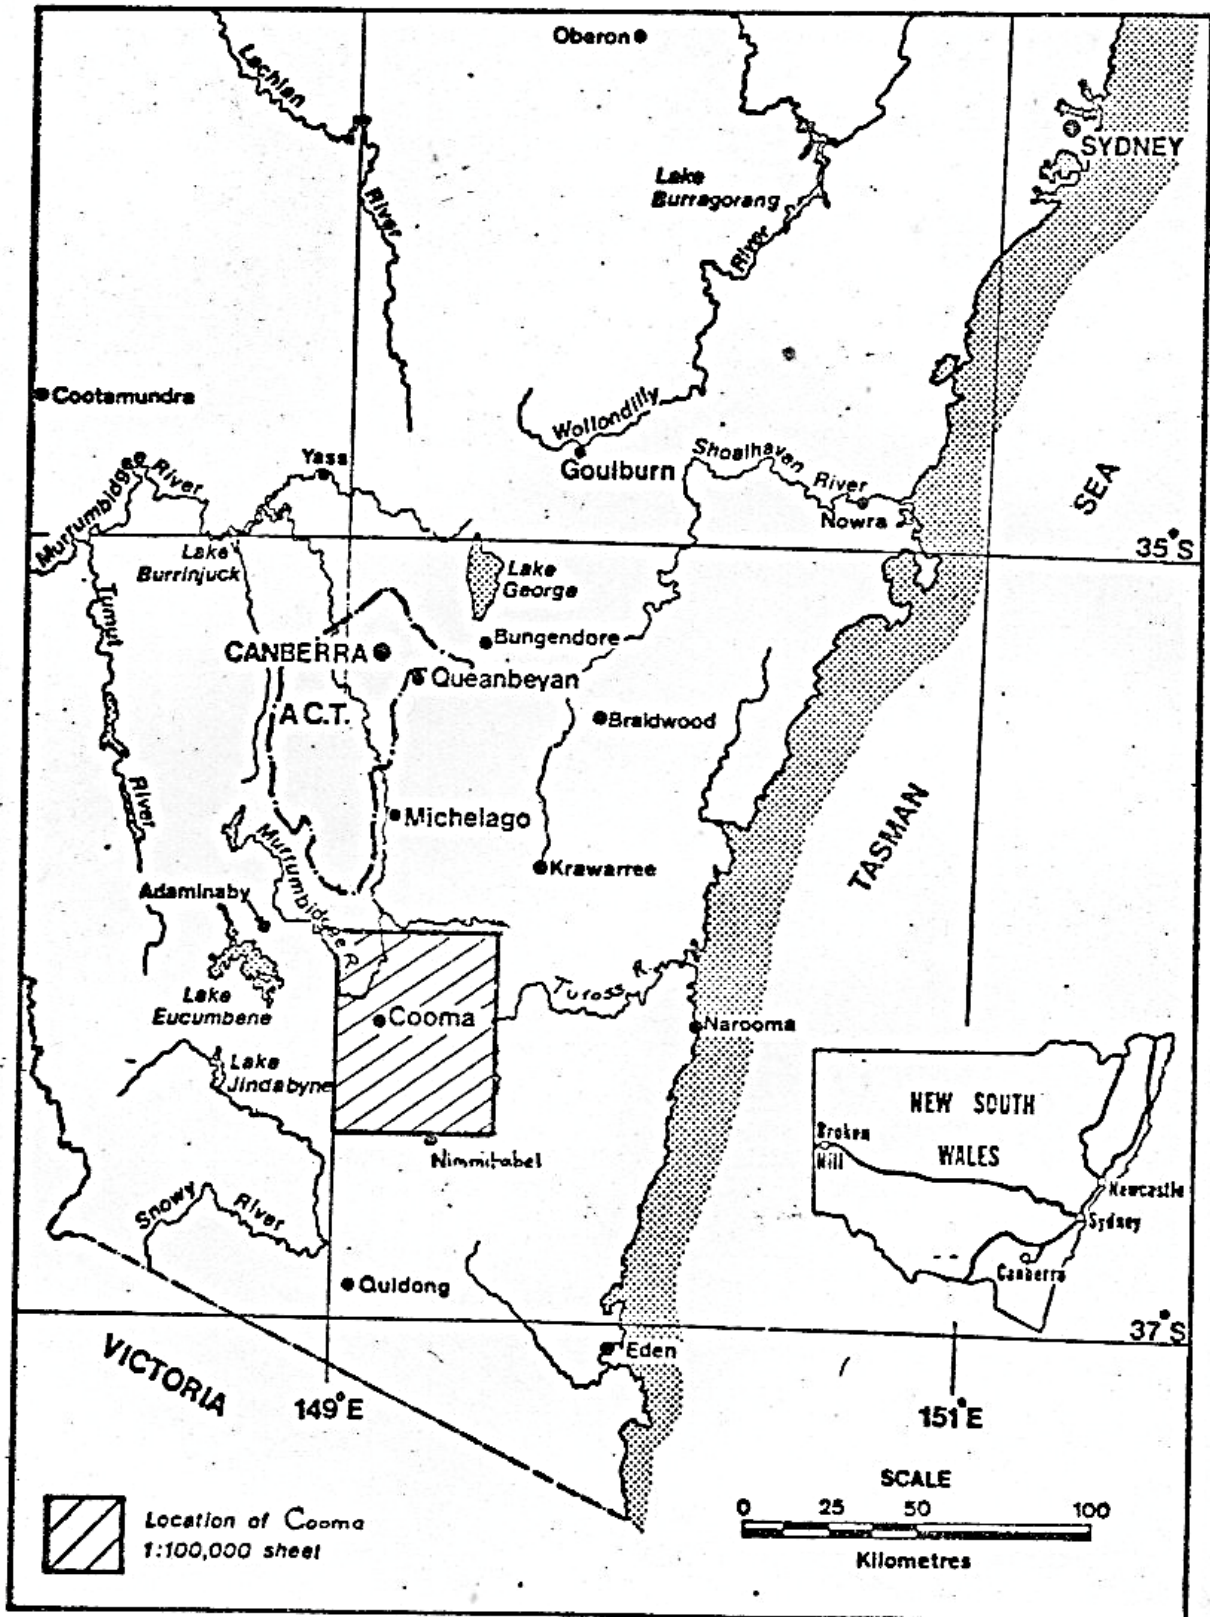 Oberon
Lachlan
River
SYDNEY
Lake
Burragorang
River
Cootamundra
Wollondilly
Goulburn
Shoalhaven
River
Nowra
SEA
Murrumbidgee
River
Yass
35°S
Lake
Burrinjuck
Lake
George
Tumut
River
Bungendore
CANBERRA
Queanbeyan
A.C.T.
Braidwood
Michelago
TASMAN
Krawarree
Murrumbidgee R.
Adaminaby
Lake
Eucumbene
Cooma
Tuross R.
Narooma
Lake
Jindabyne
Nimmitabel
NEW SOUTH
WALES
Broken
Hill
Newcastle
Sydney
Canberra
Snowy
River
Quidong
37°S
Eden
VICTORIA
149°E
151°E
SCALE
0 25 50 100
Kilometres
Location of Cooma
1:100,000 sheet